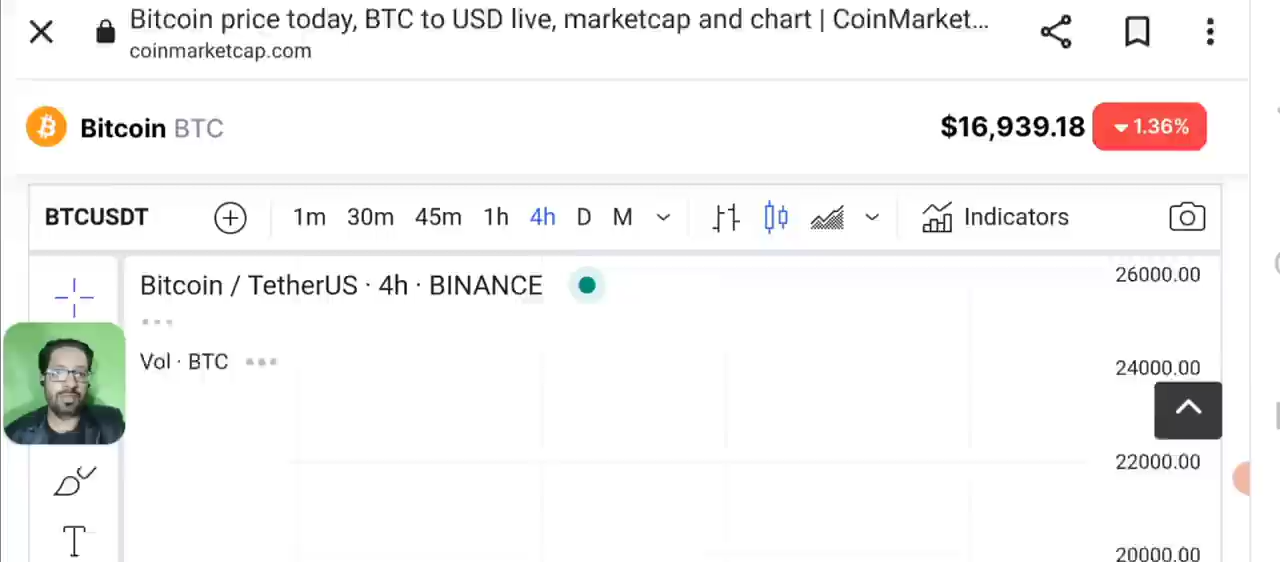 Bitcoin price today, BTC to USD live, marketcap and chart | CoinMarket...
coinmarketcap.com
Bitcoin BTC
$16,939.18
1.36%
BTCUSDT
1m 30m 45m 1h 4h D M
Indicators
Bitcoin / TetherUS · 4h · BINANCE
26000.00
Vol · BTC
24000.00
22000.00
20000.00